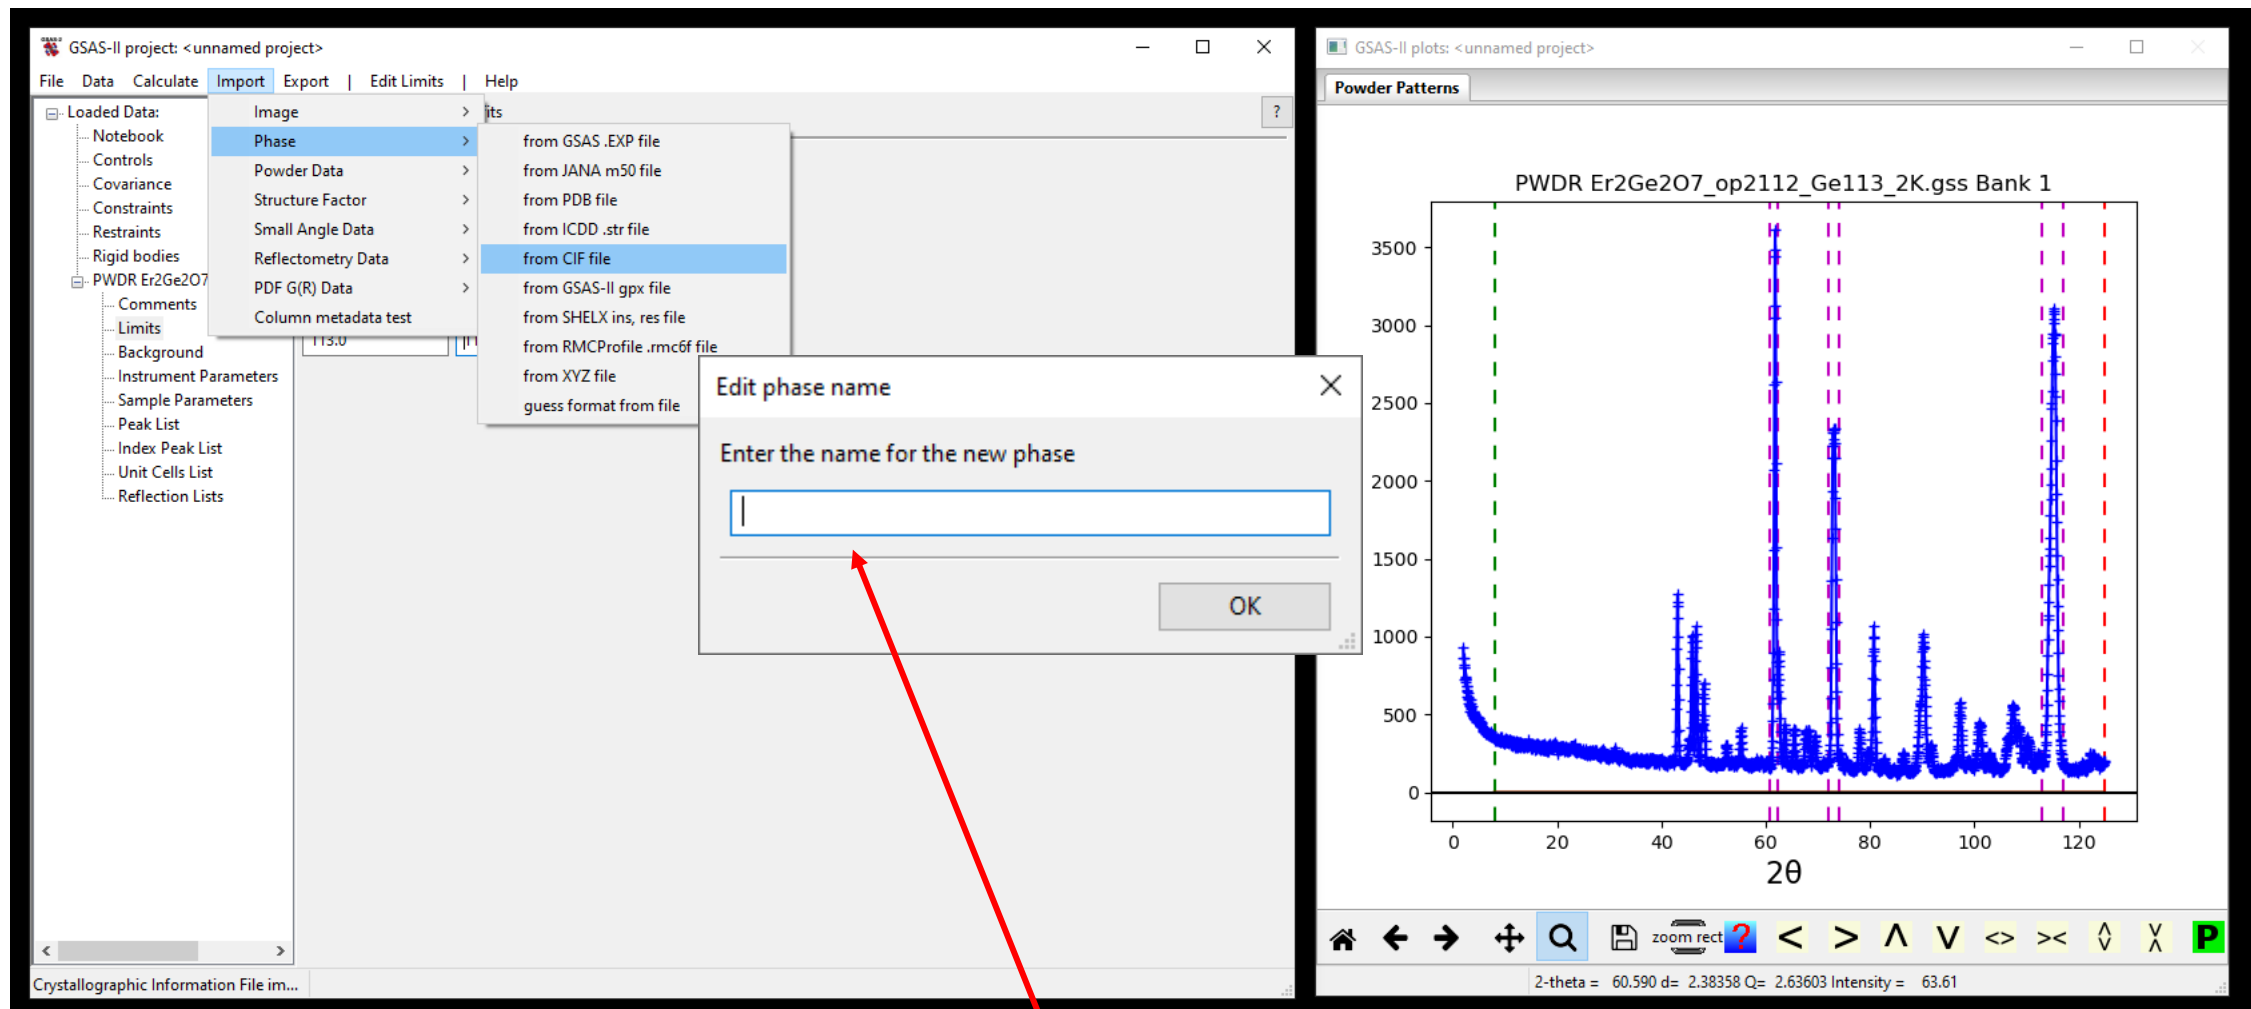 GSAS-II project: <unnamed project>
File Data Calculate Import Export | Edit Limits | Help
Loaded Data:
Notebook
Controls
Covariance
Constraints
Restraints
Rigid bodies
PWDR Er2Ge2O7
Comments
Limits
Background
Instrument Parameters
Sample Parameters
Peak List
Index Peak List
Unit Cells List
Reflection Lists
Image
Phase
Powder Data
Structure Factor
Small Angle Data
Reflectometry Data
PDF G(R) Data
Column metadata test
?
from GSAS .EXP file
from JANA m50 file
from PDB file
from ICDD .str file
from CIF file
from GSAS-II gpx file
from SHELX ins, res file
from RMCProfile .rmc6f file
from XYZ file
guess format from file
113.0
Edit phase name
Enter the name for the new phase
OK
Crystallographic Information File im...
GSAS-II plots: <unnamed project>
Powder Patterns
PWDR Er2Ge2O7_op2112_Ge113_2K.gss Bank 1
3500
3000
2500
2000
1500
1000
500
0
0 20 40 60 80 100 120
2θ
zoom rect ? < > Λ V <> >< P
2-theta = 60.590 d= 2.38358 Q= 2.63603 Intensity = 63.61